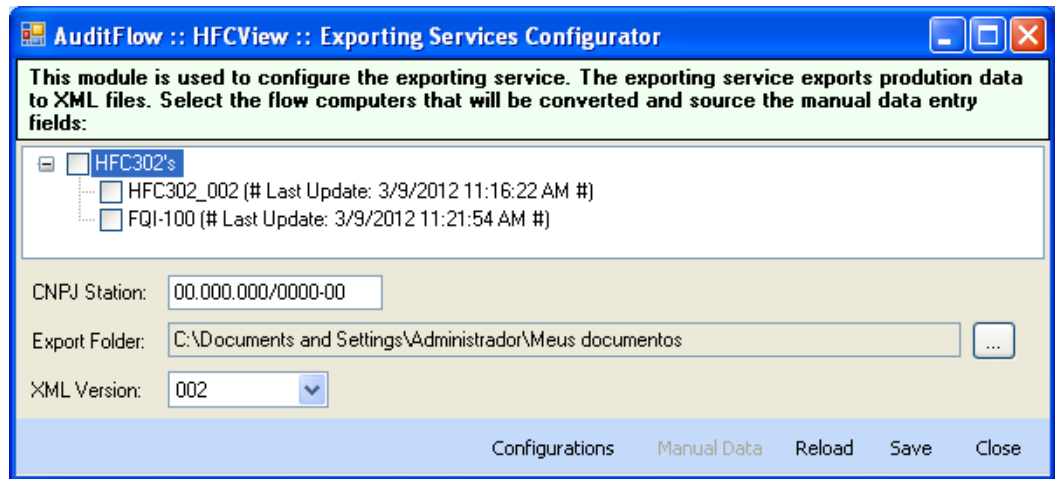 AuditFlow :: HFCView :: Exporting Services Configurator
This module is used to configure the exporting service. The exporting service exports prodution data
to XML files. Select the flow computers that will be converted and source the manual data entry
fields:
HFC302's
HFC302_002 (# Last Update: 3/9/2012 11:16:22 AM #)
FQI-100 (# Last Update: 3/9/2012 11:21:54 AM #)
CNPJ Station: 00.000.000/0000-00
Export Folder: C:\Documents and Settings\Administrador\Meus documentos ...
XML Version: 002
Configurations Manual Data Reload Save Close